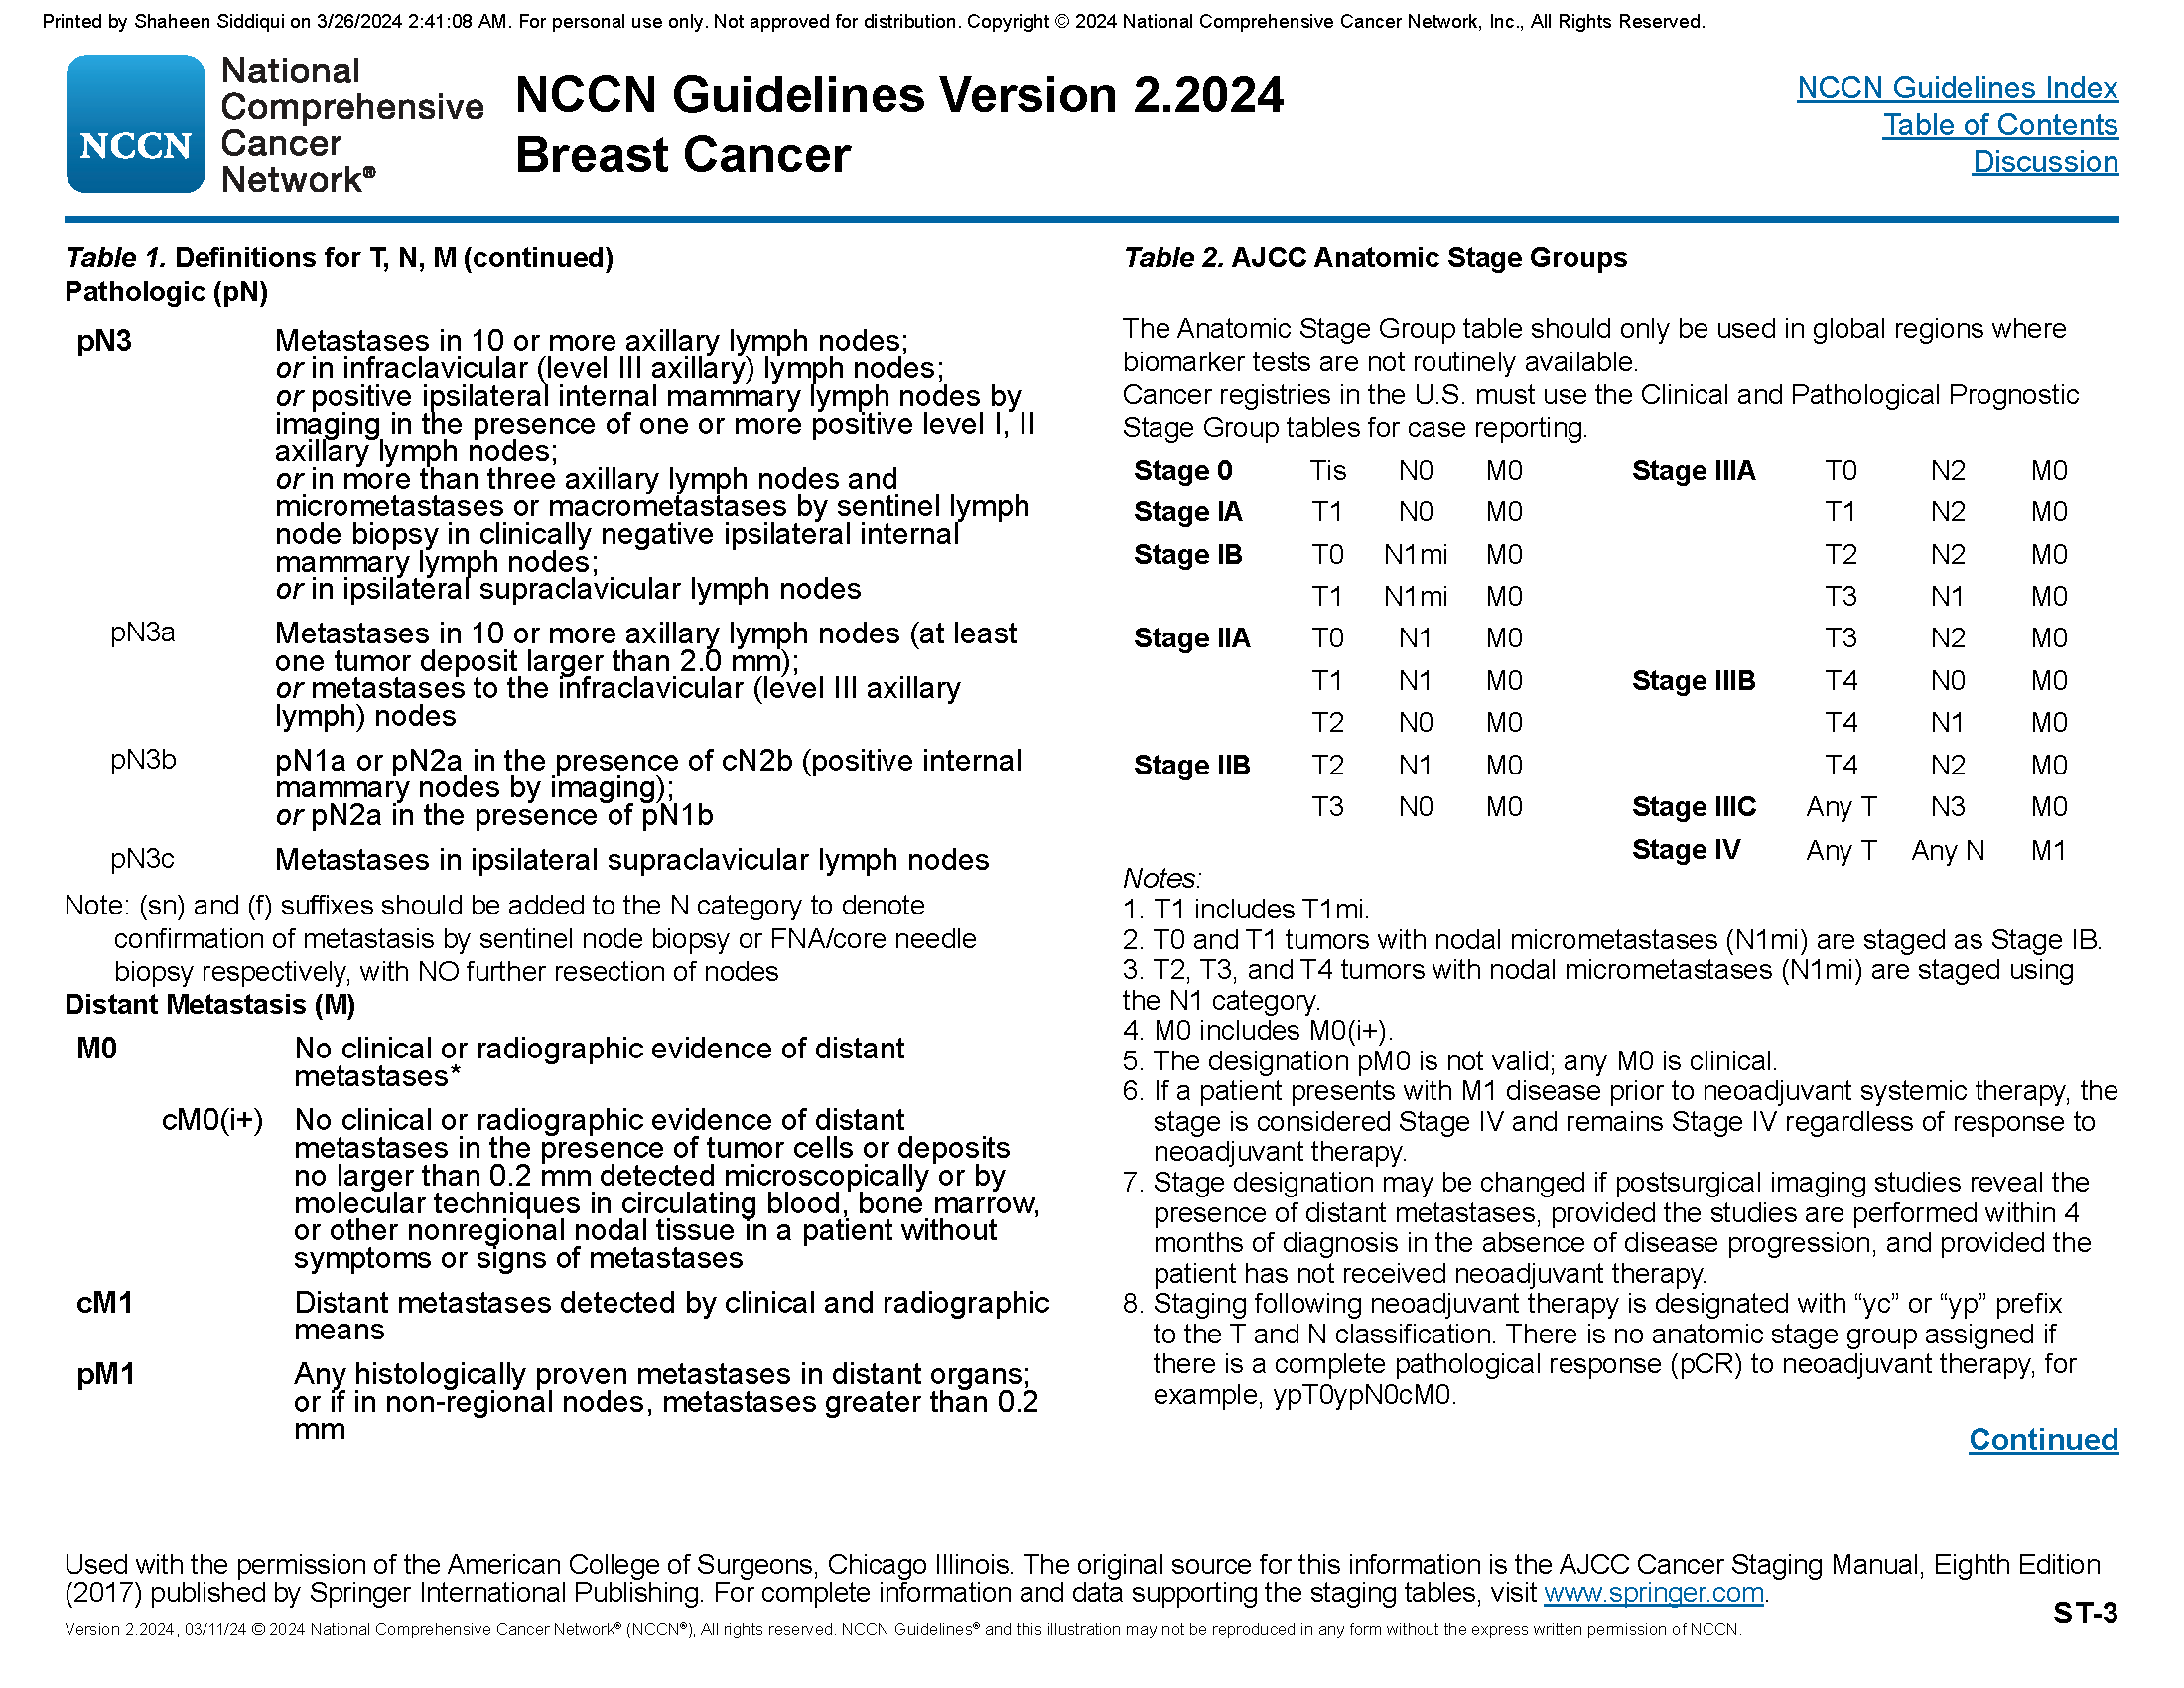 Printed by Shaheen Siddiqui on 3/26/2024 2:41:08 AM. For personal use only. Not approved for distribution. Copyright © 2024 National Comprehensive Cancer Network, Inc., All Rights Reserved.
NCCN
National
Comprehensive
Cancer
Network®
NCCN Guidelines Version 2.2024
Breast Cancer
NCCN Guidelines Index
Table of Contents
Discussion
Table 1. Definitions for T, N, M (continued)
Pathologic (pN)
pN3 Metastases in 10 or more axillary lymph nodes;
or in infraclavicular (level III axillary) lymph nodes;
or positive ipsilateral internal mammary lymph nodes by
imaging in the presence of one or more positive level I, II
axillary lymph nodes;
or in more than three axillary lymph nodes and
micrometastases or macrometastases by sentinel lymph
node biopsy in clinically negative ipsilateral internal
mammary lymph nodes;
or in ipsilateral supraclavicular lymph nodes
pN3a Metastases in 10 or more axillary lymph nodes (at least
one tumor deposit larger than 2.0 mm);
or metastases to the infraclavicular (level III axillary
lymph) nodes
pN3b pN1a or pN2a in the presence of cN2b (positive internal
mammary nodes by imaging);
or pN2a in the presence of pN1b
pN3c Metastases in ipsilateral supraclavicular lymph nodes
Note: (sn) and (f) suffixes should be added to the N category to denote
confirmation of metastasis by sentinel node biopsy or FNA/core needle
biopsy respectively, with NO further resection of nodes
Distant Metastasis (M)
M0 No clinical or radiographic evidence of distant
metastases*
cM0(i+) No clinical or radiographic evidence of distant
metastases in the presence of tumor cells or deposits
no larger than 0.2 mm detected microscopically or by
molecular techniques in circulating blood, bone marrow,
or other nonregional nodal tissue in a patient without
symptoms or signs of metastases
cM1 Distant metastases detected by clinical and radiographic
means
pM1 Any histologically proven metastases in distant organs;
or if in non-regional nodes, metastases greater than 0.2
mm
Table 2. AJCC Anatomic Stage Groups
The Anatomic Stage Group table should only be used in global regions where
biomarker tests are not routinely available.
Cancer registries in the U.S. must use the Clinical and Pathological Prognostic
Stage Group tables for case reporting.
Stage 0 Tis N0 M0 Stage IIIA T0 N2 M0
Stage IA T1 N0 M0 T1 N2 M0
Stage IB T0 N1mi M0 T2 N2 M0
T1 N1mi M0 T3 N1 M0
Stage IIA T0 N1 M0 T3 N2 M0
T1 N1 M0 Stage IIIB T4 N0 M0
T2 N0 M0 T4 N1 M0
Stage IIB T2 N1 M0 T4 N2 M0
T3 N0 M0 Stage IIIC Any T N3 M0
Stage IV Any T Any N M1
Notes:
1. T1 includes T1mi.
2. T0 and T1 tumors with nodal micrometastases (N1mi) are staged as Stage IB.
3. T2, T3, and T4 tumors with nodal micrometastases (N1mi) are staged using
the N1 category.
4. M0 includes M0(i+).
5. The designation pM0 is not valid; any M0 is clinical.
6. If a patient presents with M1 disease prior to neoadjuvant systemic therapy, the
stage is considered Stage IV and remains Stage IV regardless of response to
neoadjuvant therapy.
7. Stage designation may be changed if postsurgical imaging studies reveal the
presence of distant metastases, provided the studies are performed within 4
months of diagnosis in the absence of disease progression, and provided the
patient has not received neoadjuvant therapy.
8. Staging following neoadjuvant therapy is designated with “yc” or “yp” prefix
to the T and N classification. There is no anatomic stage group assigned if
there is a complete pathological response (pCR) to neoadjuvant therapy, for
example, ypT0ypN0cM0.
Continued
Used with the permission of the American College of Surgeons, Chicago Illinois. The original source for this information is the AJCC Cancer Staging Manual, Eighth Edition
(2017) published by Springer International Publishing. For complete information and data supporting the staging tables, visit www.springer.com.
ST-3
Version 2.2024, 03/11/24 © 2024 National Comprehensive Cancer Network® (NCCN®), All rights reserved. NCCN Guidelines® and this illustration may not be reproduced in any form without the express written permission of NCCN.